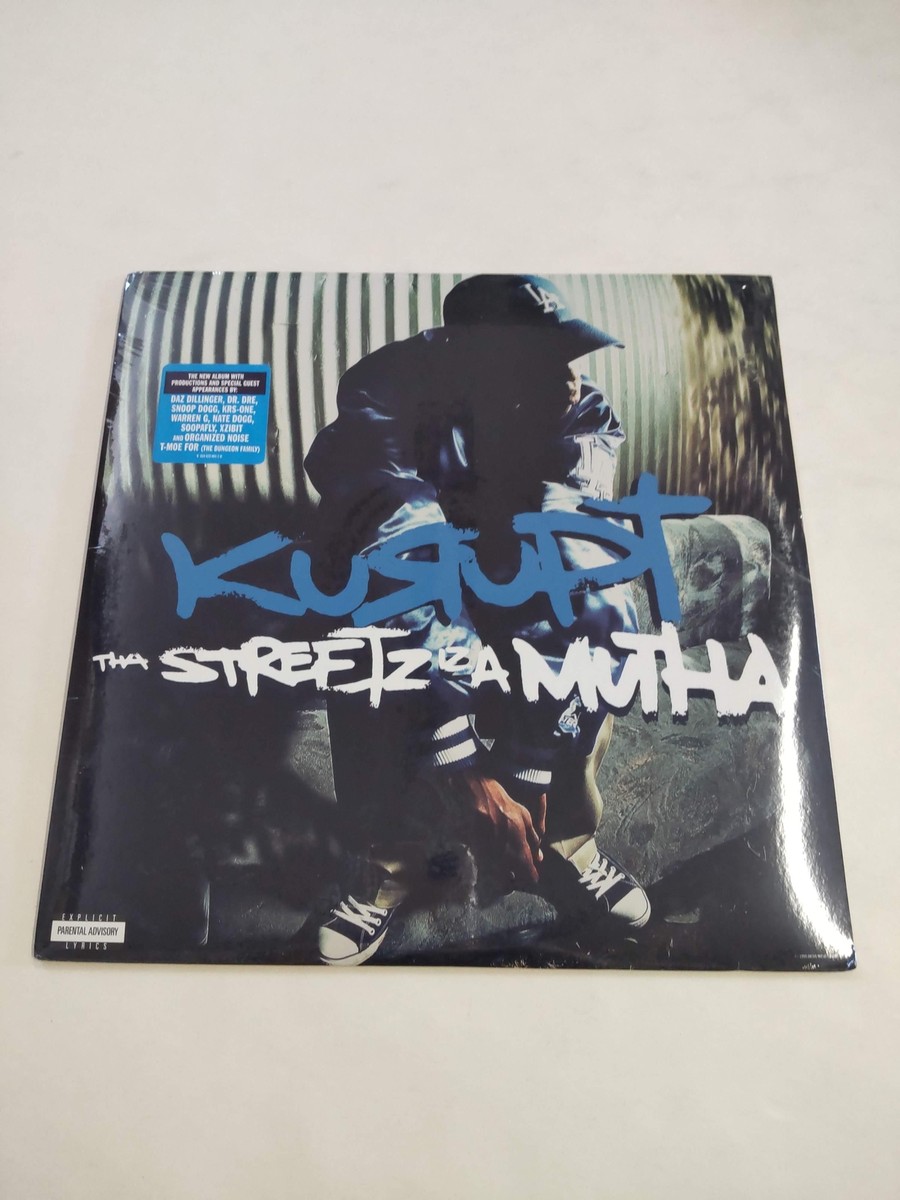 LA
THE NEW ALBUM WITH
PRODUCTIONS AND SPECIAL GUEST
APPEARANCES BY:
DAZ DILLINGER, DR. DRE,
SNOOP DOGG, KRS-ONE,
WARREN G, NATE DOGG,
SOOPAFLY, XZIBIT
AND ORGANIZED NOISE
T-MOE FOR (THE DUNGEON FAMILY)
KURUPT
THA STREETZ IZ A MUTHA
EXPLICIT
PARENTAL ADVISORY
LYRICS